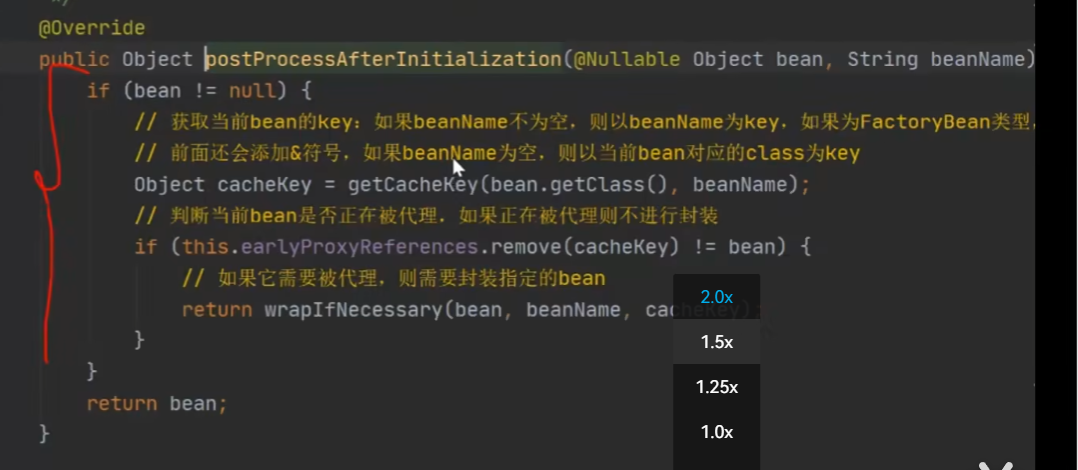 */
@Override
public Object postProcessAfterInitialization(@Nullable Object bean, String beanName)
if (bean != null) {
// 获取当前bean的key：如果beanName不为空，则以beanName为key，如果为FactoryBean类型，
// 前面还会添加&符号，如果beanName为空，则以当前bean对应的class为key
Object cacheKey = getCacheKey(bean.getClass(), beanName);
// 判断当前bean是否正在被代理，如果正在被代理则不进行封装
if (this.earlyProxyReferences.remove(cacheKey) != bean) {
// 如果它需要被代理，则需要封装指定的bean
return wrapIfNecessary(bean, beanName, cacheKey);
}
}
return bean;
}
2.0x
1.5x
1.25x
1.0x